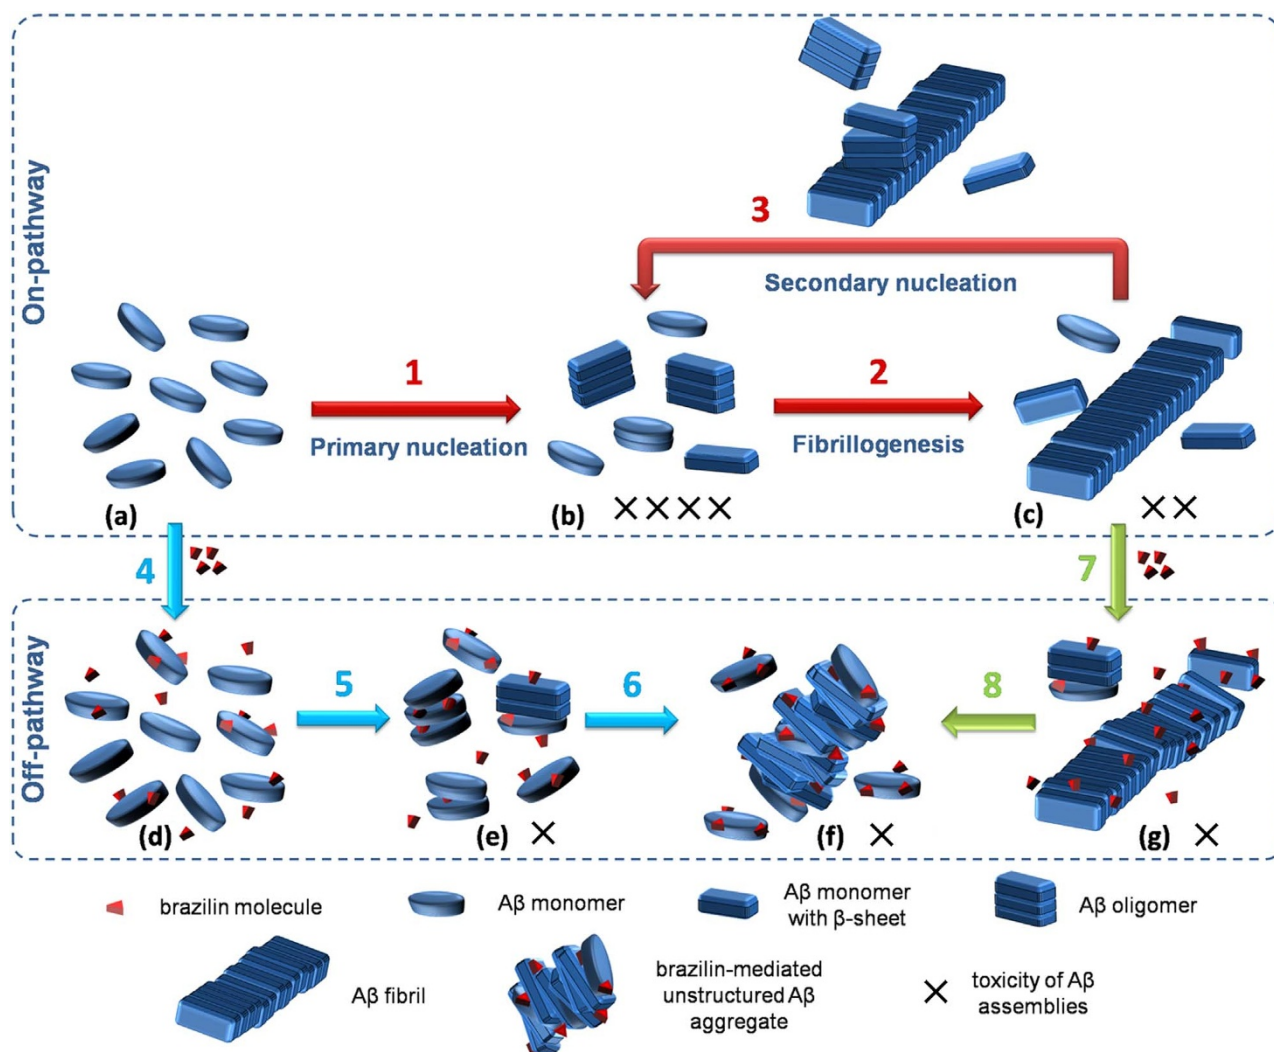 On-pathway
3
Secondary nucleation
1
Primary nucleation
2
Fibrillogenesis
(a)
(b)
(c)
4
7
Off-pathway
5
6
8
(d)
(e)
(f)
(g)
brazilin molecule
Aβ monomer
Aβ monomer
with β-sheet
Aβ oligomer
Aβ fibril
brazilin-mediated
unstructured Aβ
aggregate
toxicity of Aβ
assemblies